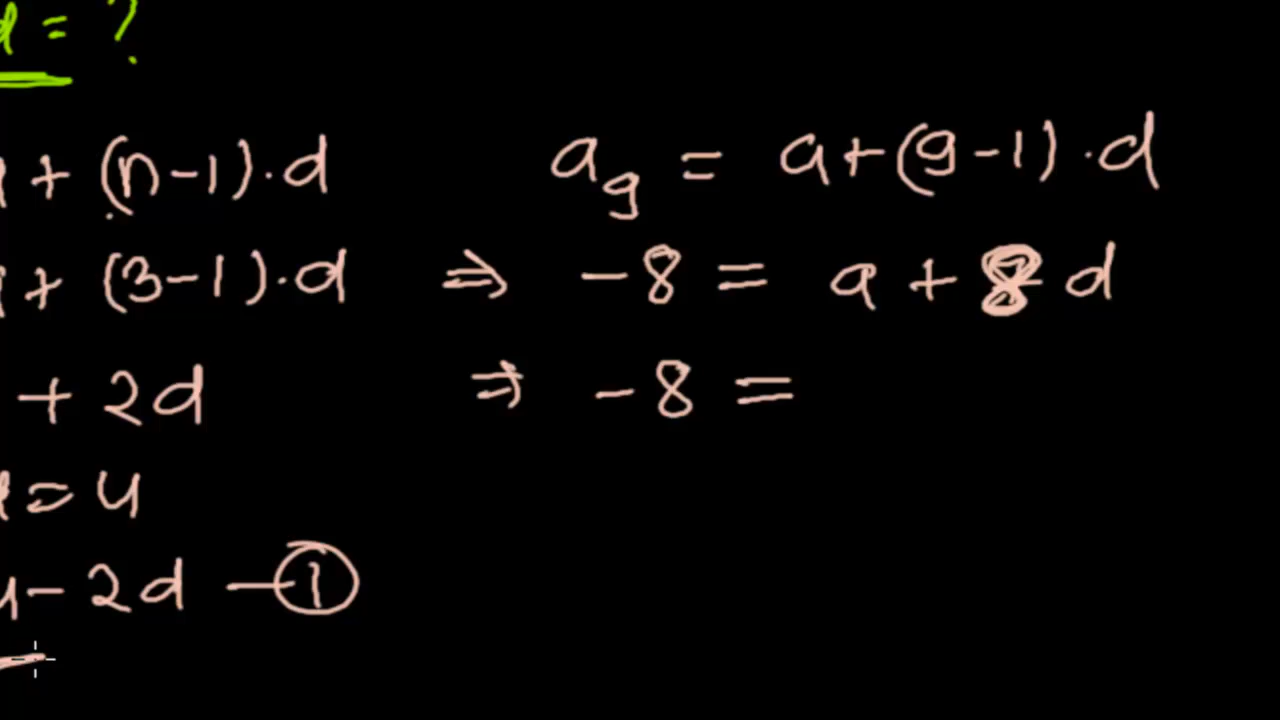 d = ?
+ (n-1).d
+ (3-1).d
+ 2d
= 4
- 2d - ①
a₉ = a+(9-1).d
⇒ -8 = a + 8d
⇒ -8 =